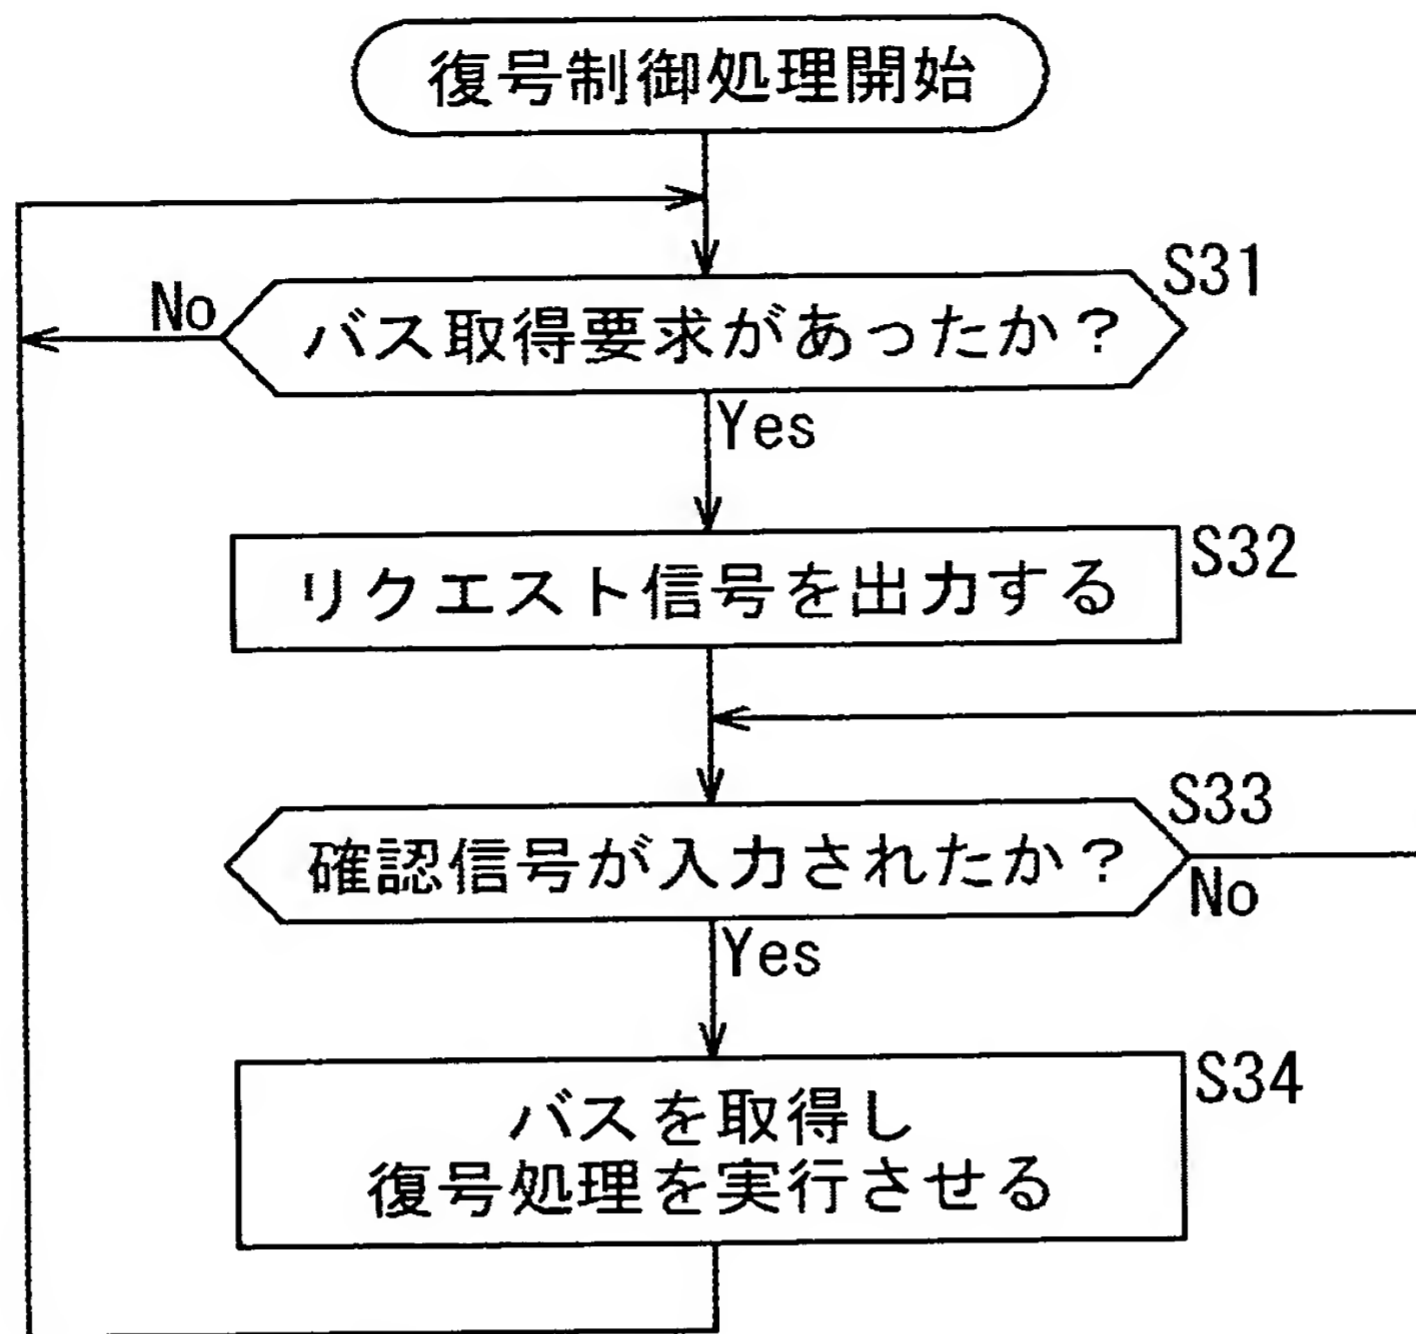 復号制御処理開始
S31
No
バス取得要求があったか？
Yes
S32
リクエスト信号を出力する
S33
確認信号が入力されたか？
No
Yes
S34
バスを取得し
復号処理を実行させる